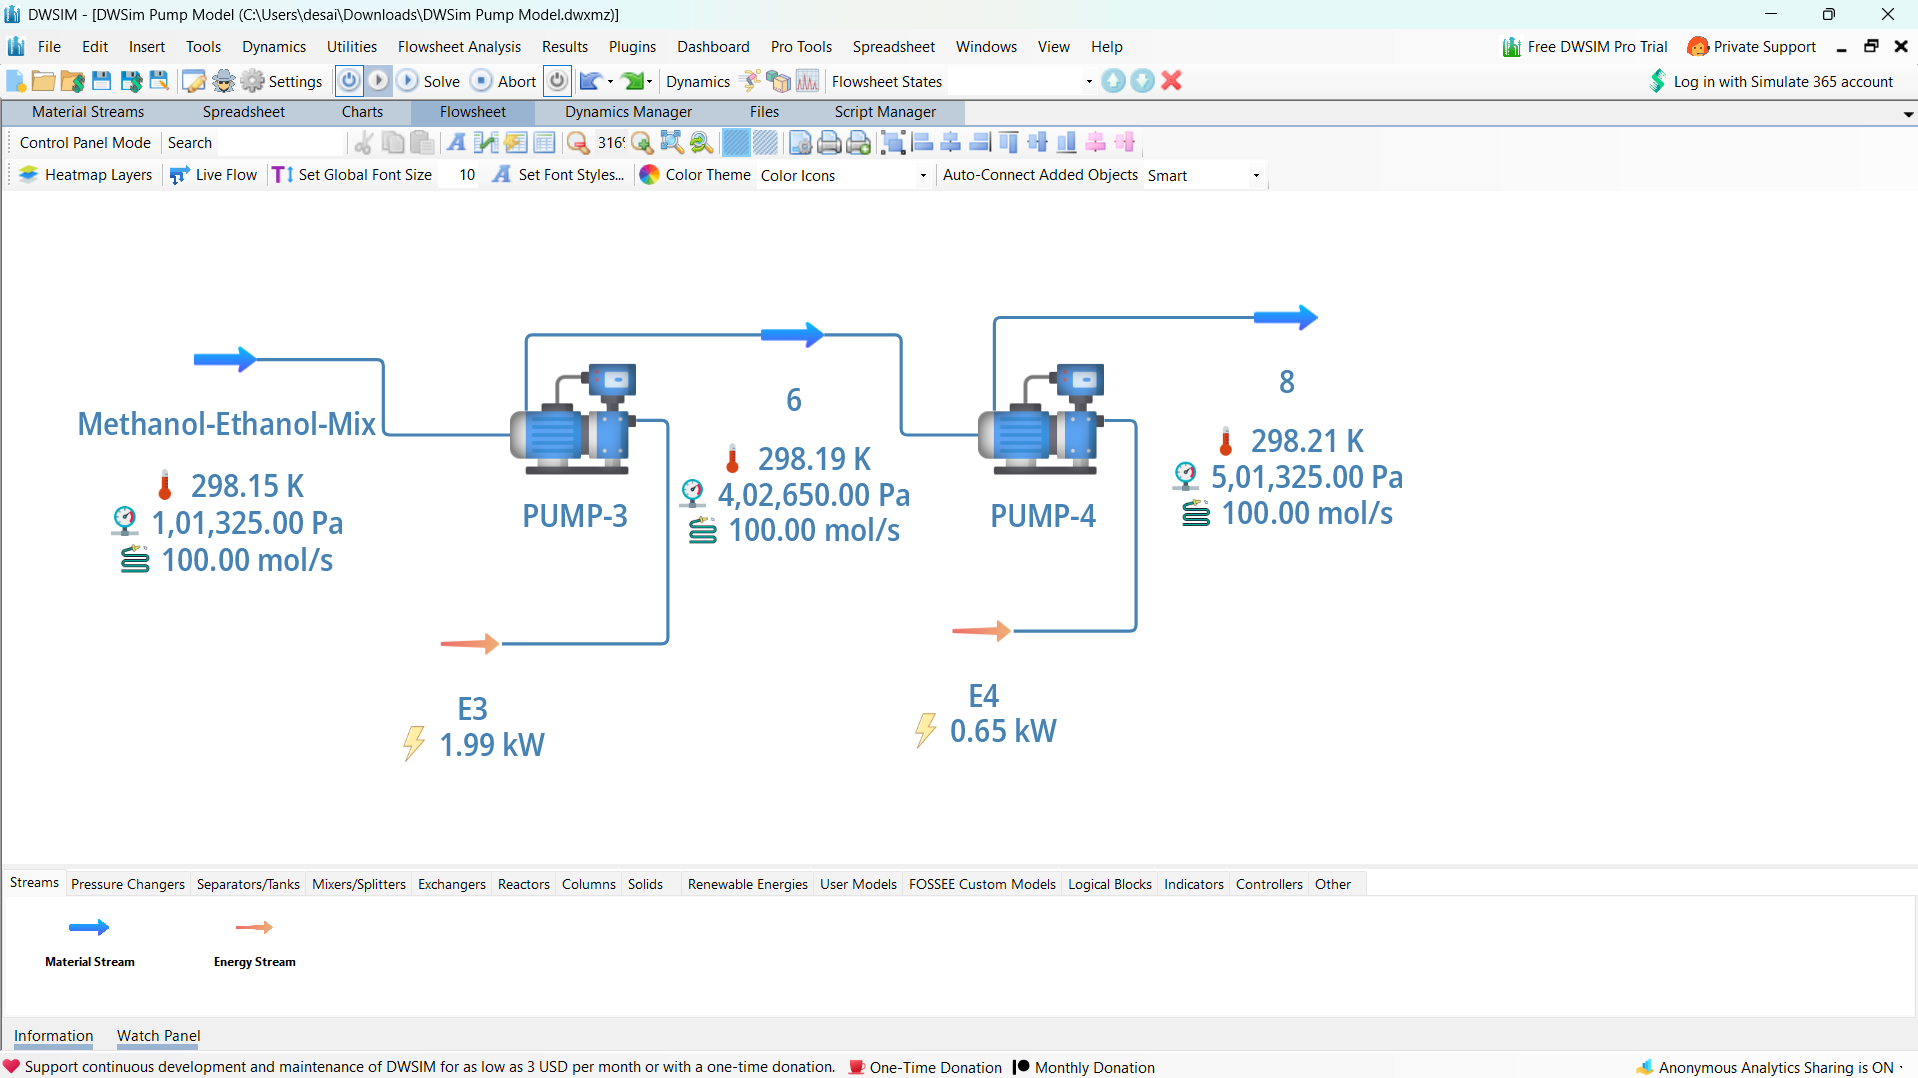 DWSIM - [DWSim Pump Model (C:\Users\desai\Downloads\DWSim Pump Model.dwxmz)]
File Edit Insert Tools Dynamics Utilities Flowsheet Analysis Results Plugins Dashboard Pro Tools Spreadsheet Windows View Help Free DWSIM Pro Trial Private Support
Settings Solve Abort Dynamics Flowsheet States Log in with Simulate 365 account
Material Streams Spreadsheet Charts Flowsheet Dynamics Manager Files Script Manager
Control Panel Mode Search 316%
Heatmap Layers Live Flow Set Global Font Size 10 Set Font Styles... Color Theme Color Icons Auto-Connect Added Objects Smart
Methanol-Ethanol-Mix
298.15 K
1,01,325.00 Pa
100.00 mol/s
PUMP-3
6
298.19 K
4,02,650.00 Pa
100.00 mol/s
PUMP-4
8
298.21 K
5,01,325.00 Pa
100.00 mol/s
E3
1.99 kW
E4
0.65 kW
Streams Pressure Changers Separators/Tanks Mixers/Splitters Exchangers Reactors Columns Solids Renewable Energies User Models FOSSEE Custom Models Logical Blocks Indicators Controllers Other
Material Stream Energy Stream
Information Watch Panel
Support continuous development and maintenance of DWSIM for as low as 3 USD per month or with a one-time donation. One-Time Donation Monthly Donation Anonymous Analytics Sharing is ON